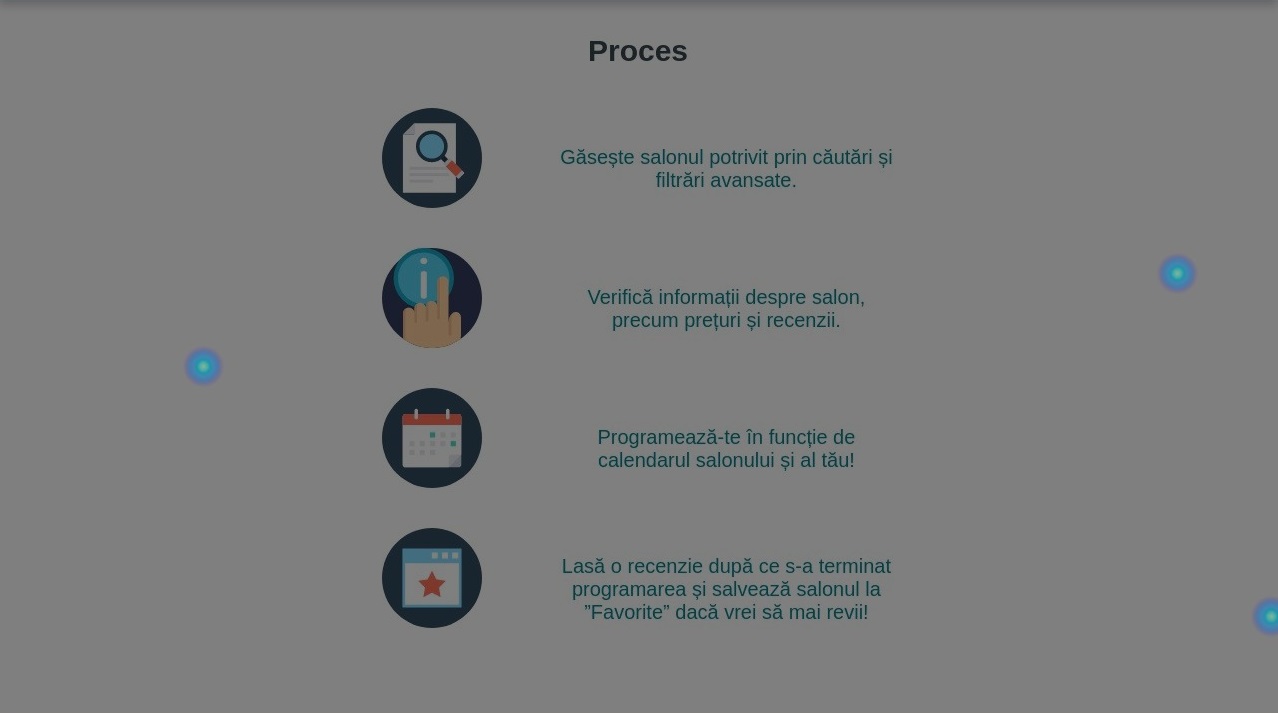 Proces
Găsește salonul potrivit prin căutări și
filtrări avansate.
Verifică informații despre salon,
precum prețuri și recenzii.
Programează-te în funcție de
calendarul salonului și al tău!
Lasă o recenzie după ce s-a terminat
programarea și salvează salonul la
”Favorite” dacă vrei să mai revii!